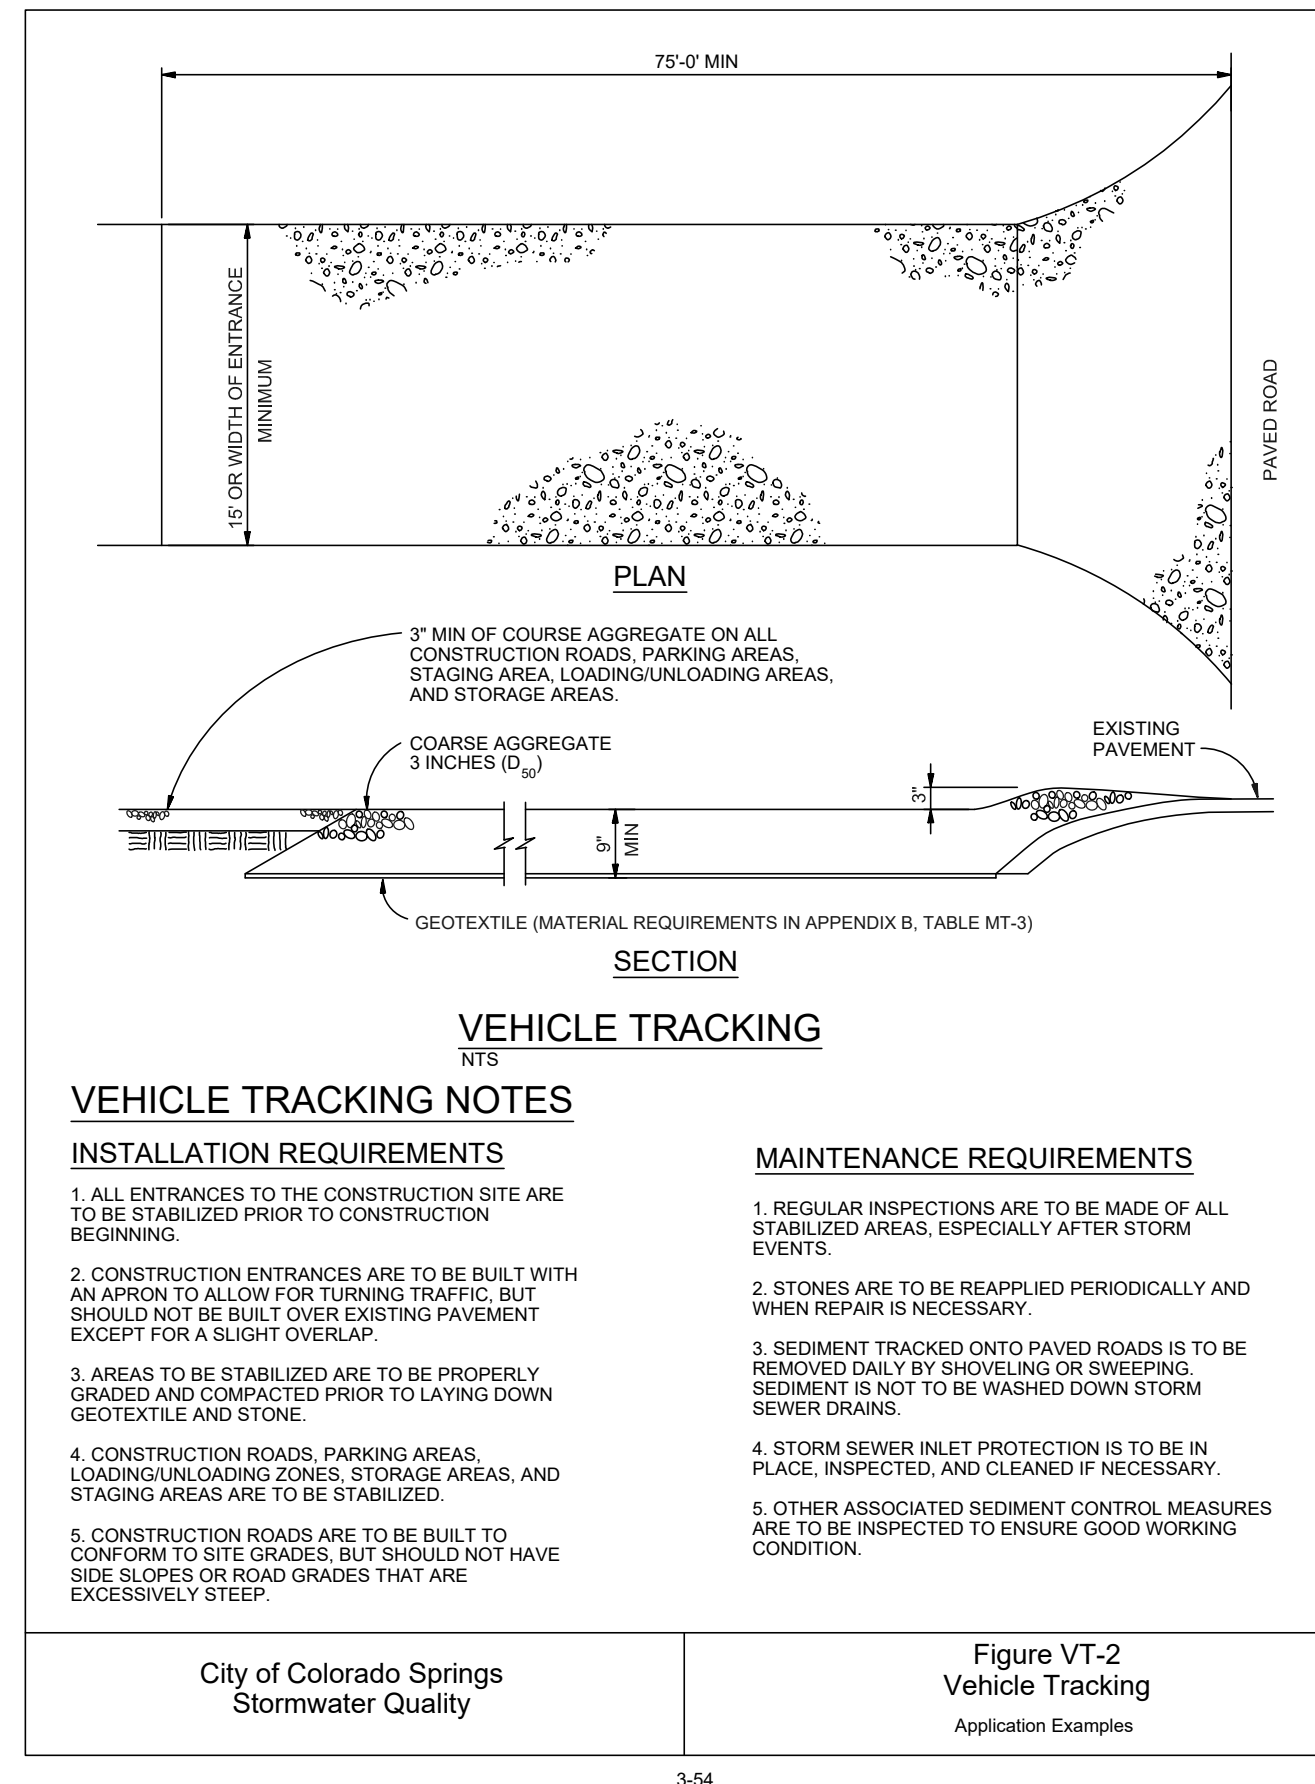 75'-0' MIN
15' OR WIDTH OF ENTRANCE
MINIMUM
PAVED ROAD
PLAN
3" MIN OF COURSE AGGREGATE ON ALL
CONSTRUCTION ROADS, PARKING AREAS,
STAGING AREA, LOADING/UNLOADING AREAS,
AND STORAGE AREAS.
COARSE AGGREGATE
3 INCHES (D50)
EXISTING
PAVEMENT
3"
9"
MIN
GEOTEXTILE (MATERIAL REQUIREMENTS IN APPENDIX B, TABLE MT-3)
SECTION
VEHICLE TRACKING
NTS
VEHICLE TRACKING NOTES
INSTALLATION REQUIREMENTS
1. ALL ENTRANCES TO THE CONSTRUCTION SITE ARE
TO BE STABILIZED PRIOR TO CONSTRUCTION
BEGINNING.
2. CONSTRUCTION ENTRANCES ARE TO BE BUILT WITH
AN APRON TO ALLOW FOR TURNING TRAFFIC, BUT
SHOULD NOT BE BUILT OVER EXISTING PAVEMENT
EXCEPT FOR A SLIGHT OVERLAP.
3. AREAS TO BE STABILIZED ARE TO BE PROPERLY
GRADED AND COMPACTED PRIOR TO LAYING DOWN
GEOTEXTILE AND STONE.
4. CONSTRUCTION ROADS, PARKING AREAS,
LOADING/UNLOADING ZONES, STORAGE AREAS, AND
STAGING AREAS ARE TO BE STABILIZED.
5. CONSTRUCTION ROADS ARE TO BE BUILT TO
CONFORM TO SITE GRADES, BUT SHOULD NOT HAVE
SIDE SLOPES OR ROAD GRADES THAT ARE
EXCESSIVELY STEEP.
MAINTENANCE REQUIREMENTS
1. REGULAR INSPECTIONS ARE TO BE MADE OF ALL
STABILIZED AREAS, ESPECIALLY AFTER STORM
EVENTS.
2. STONES ARE TO BE REAPPLIED PERIODICALLY AND
WHEN REPAIR IS NECESSARY.
3. SEDIMENT TRACKED ONTO PAVED ROADS IS TO BE
REMOVED DAILY BY SHOVELING OR SWEEPING.
SEDIMENT IS NOT TO BE WASHED DOWN STORM
SEWER DRAINS.
4. STORM SEWER INLET PROTECTION IS TO BE IN
PLACE, INSPECTED, AND CLEANED IF NECESSARY.
5. OTHER ASSOCIATED SEDIMENT CONTROL MEASURES
ARE TO BE INSPECTED TO ENSURE GOOD WORKING
CONDITION.
City of Colorado Springs
Stormwater Quality
Figure VT-2
Vehicle Tracking
Application Examples
3-54